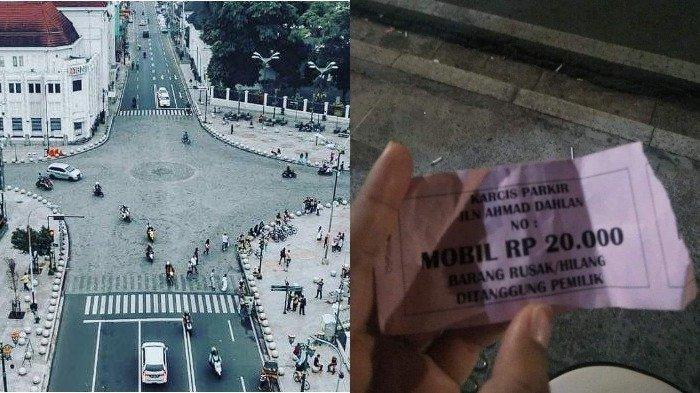 KARCIS PARKIR
JLN AHMAD DAHLAN
NO :
MOBIL RP 20.000
BARANG RUSAK/HILANG
DITANGGUNG PEMILIK